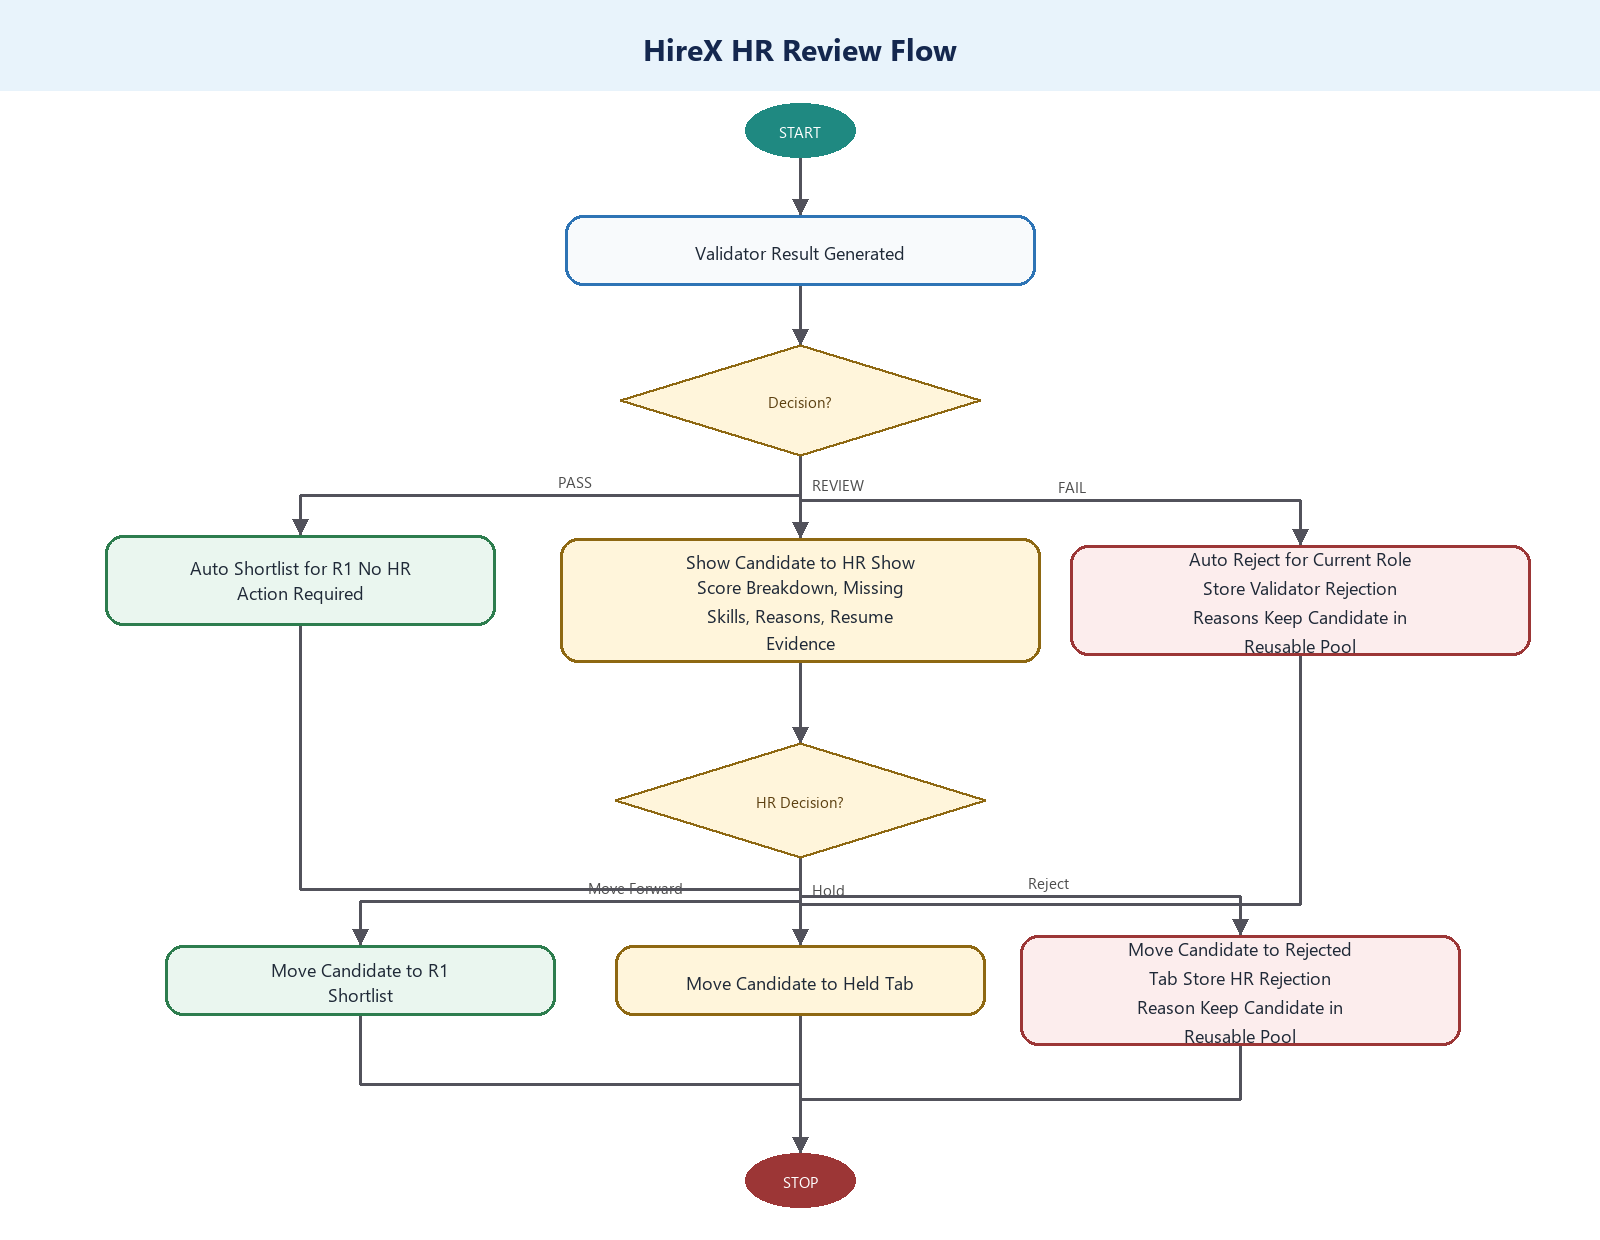 HireX HR Review Flow
START
Validator Result Generated
Decision?
PASS
REVIEW
FAIL
Auto Shortlist for R1 No HR
Action Required
Show Candidate to HR Show
Score Breakdown, Missing
Skills, Reasons, Resume
Evidence
Auto Reject for Current Role
Store Validator Rejection
Reasons Keep Candidate in
Reusable Pool
HR Decision?
Move Forward
Hold
Reject
Move Candidate to R1
Shortlist
Move Candidate to Held Tab
Move Candidate to Rejected
Tab Store HR Rejection
Reason Keep Candidate in
Reusable Pool
STOP